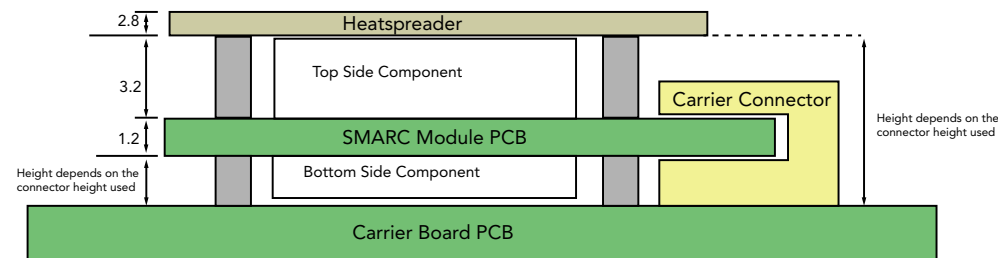 2.8
Heatspreader
Top Side Component
3.2
Carrier Connector
Height depends on the
connector height used
1.2
SMARC Module PCB
Height depends on the
connector height used
Bottom Side Component
Carrier Board PCB